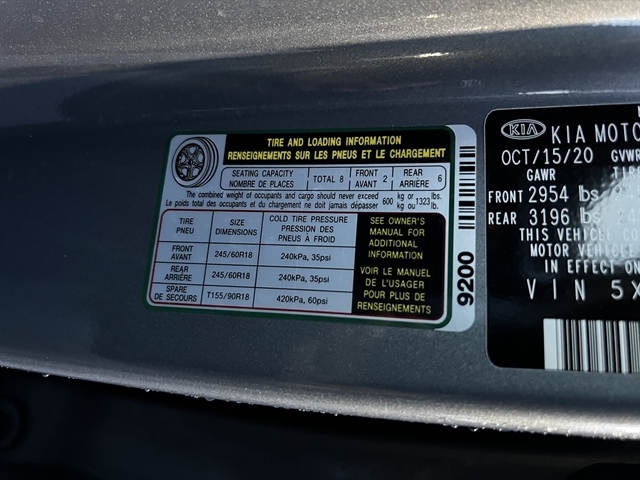 TIRE AND LOADING INFORMATION
RENSEIGNEMENTS SUR LES PNEUS ET LE CHARGEMENT
SEATING CAPACITY
NOMBRE DE PLACES
TOTAL 8
FRONT
AVANT 2
REAR
ARRIÈRE 6
The combined weight of occupants and cargo should never exceed
Le poids total des occupants et du chargement ne doit jamais dépasser
600 kg or
kg ou
1323 lb.
lb.
TIRE
PNEU
SIZE
DIMENSIONS
COLD TIRE PRESSURE
PRESSION DES
PNEUS À FROID
FRONT
AVANT
245/60R18
240kPa, 35psi
REAR
ARRIÈRE
245/60R18
240kPa, 35psi
SPARE
DE SECOURS
T155/90R18
420kPa, 60psi
SEE OWNER'S
MANUAL FOR
ADDITIONAL
INFORMATION
VOIR LE MANUEL
DE L'USAGER
POUR PLUS DE
RENSEIGNEMENTS
9200
KIA KIA MOTO
OCT/15/20 GVWR
GAWR TIR
FRONT 2954 lbs
REAR 3196 lbs
THIS VEHICLE CO
MOTOR VEHICLE
IN EFFECT ON
VIN 5X